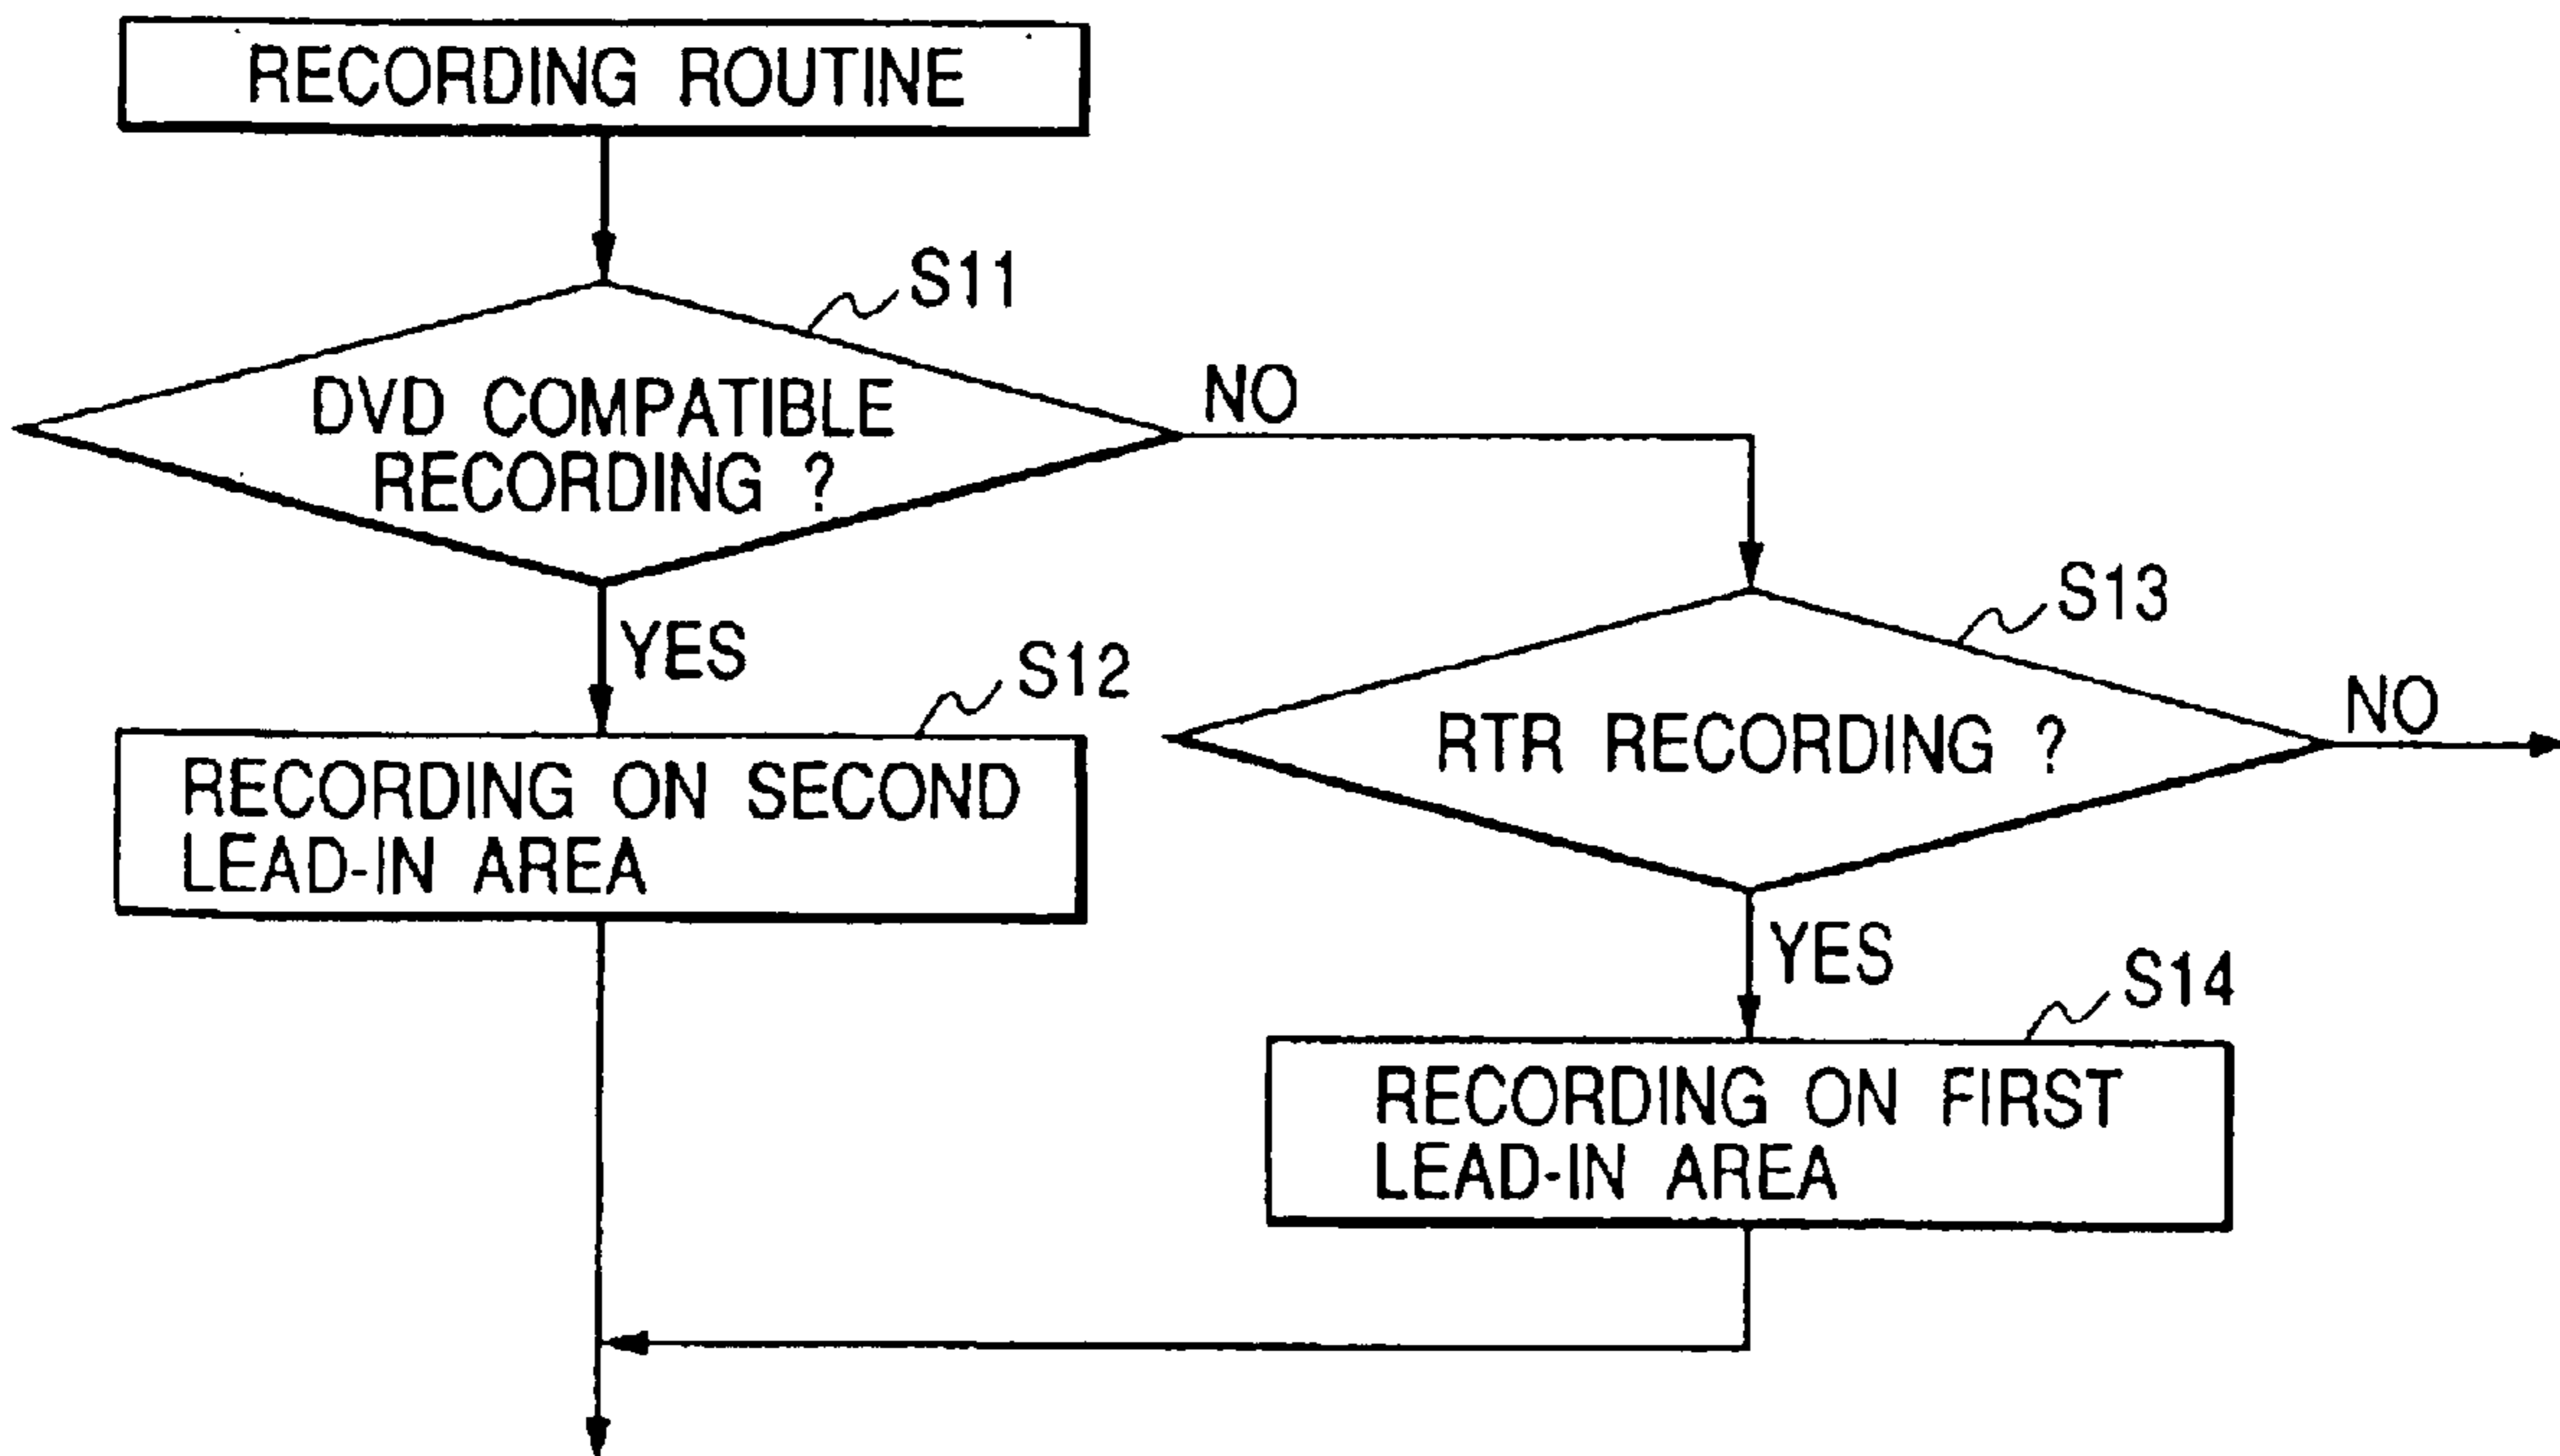 RECORDING ROUTINE
S11
DVD COMPATIBLE
RECORDING ?
NO
YES
S12
RECORDING ON SECOND
LEAD-IN AREA
S13
RTR RECORDING ?
NO
YES
S14
RECORDING ON FIRST
LEAD-IN AREA